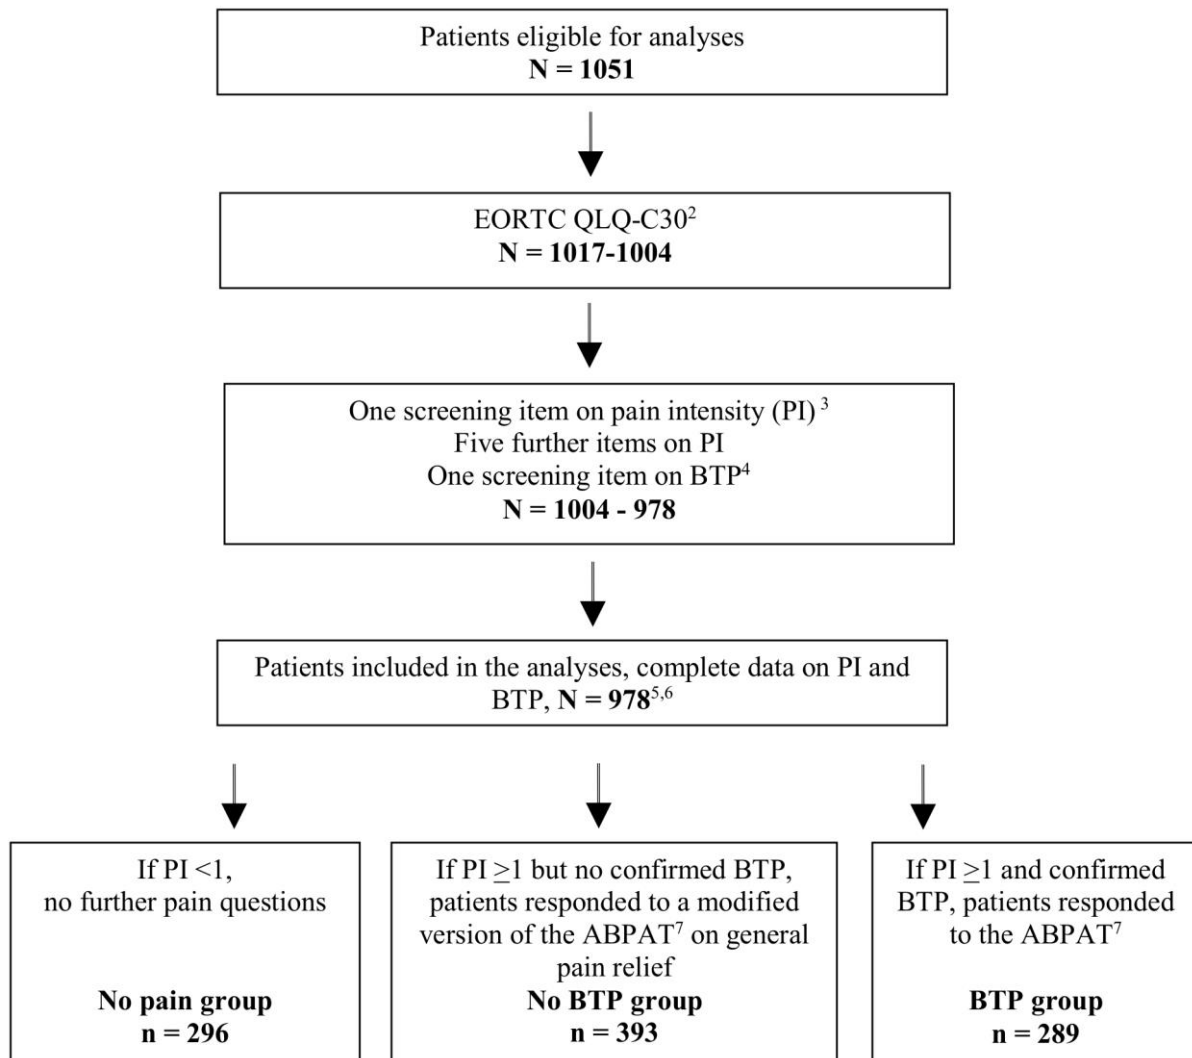 Patients eligible for analyses
N = 1051
EORTC QLQ-C30²
N = 1017-1004
One screening item on pain intensity (PI) ³
Five further items on PI
One screening item on BTP⁴
N = 1004 - 978
Patients included in the analyses, complete data on PI and
BTP, N = 978⁵,⁶
If PI <1,
no further pain questions
No pain group
n = 296
If PI ≥1 but no confirmed BTP,
patients responded to a modified
version of the ABPAT⁷ on general
pain relief
No BTP group
n = 393
If PI ≥1 and confirmed
BTP, patients responded
to the ABPAT⁷
BTP group
n = 289